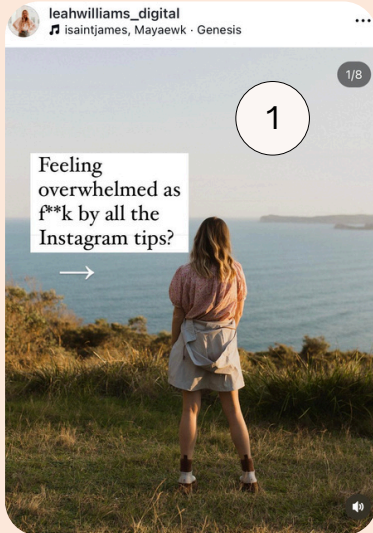 leahwilliams_digital
isaintjames, Mayaewk · Genesis
1/8
1
Feeling
overwhelmed as
f**k by all the
Instagram tips?